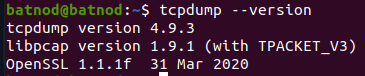 batnod@batnod:~$ tcpdump --version
tcpdump version 4.9.3
libpcap version 1.9.1 (with TPACKET_V3)
OpenSSL 1.1.1f  31 Mar 2020